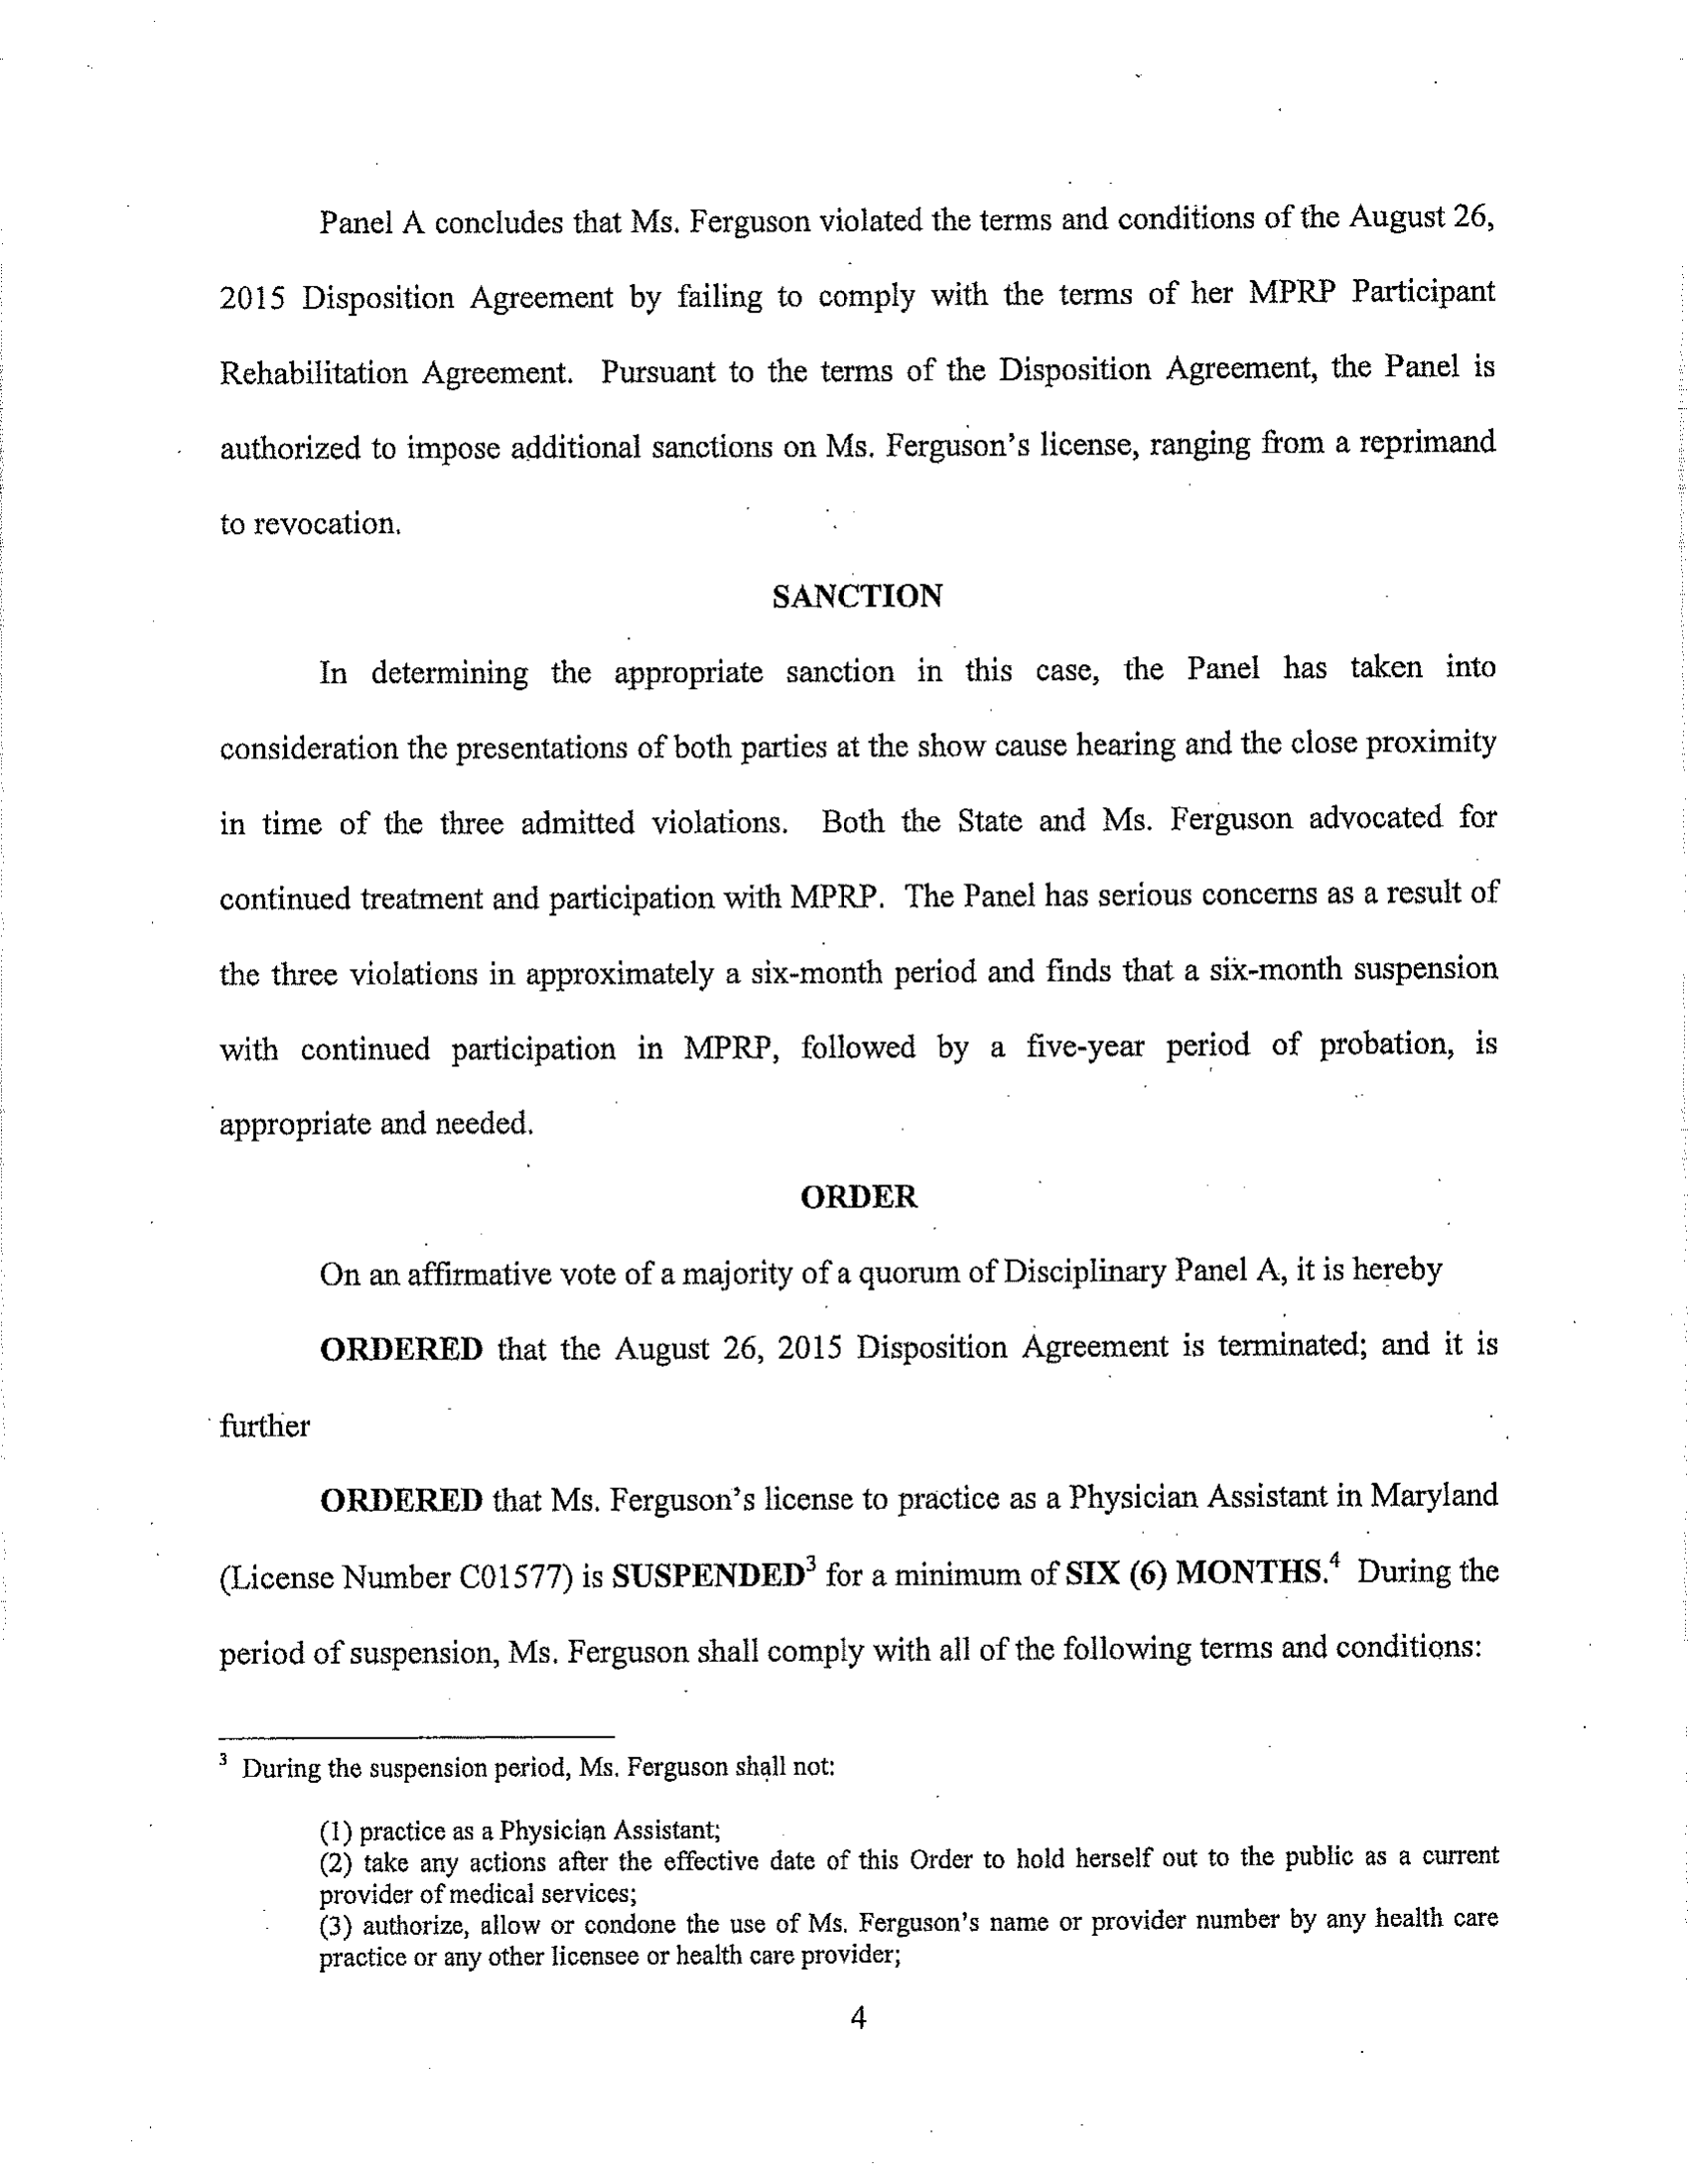 Panel A concludes that Ms. Ferguson violated the terms and conditions of the August 26,
2015 Disposition Agreement by failing to comply with the terms of her MPRP Participant
Rehabilitation Agreement. Pursuant to the terms of the Disposition Agreement, the Panel is
authorized to impose additional sanctions on Ms. Ferguson's license, ranging from a reprimand
to revocation.
SANCTION
In determining the appropriate sanction in this case, the Panel has taken into
consideration the presentations of both parties at the show cause hearing and the close proximity
in time of the three admitted violations. Both the State and Ms. Ferguson advocated for
continued treatment and participation with MPRP. The Panel has serious concerns as a result of
the three violations in approximately a six-month period and finds that a six-month suspension
with continued participation in MPRP, followed by a five-year period of probation, is
appropriate and needed.
ORDER
On an affirmative vote of a majority of a quorum of Disciplinary Panel A, it is hereby
ORDERED that the August 26, 2015 Disposition Agreement is terminated; and it is
further
ORDERED that Ms. Ferguson's license to practice as a Physician Assistant in Maryland
(License Number C01577) is SUSPENDED³ for a minimum of SIX (6) MONTHS.⁴ During the
period of suspension, Ms. Ferguson shall comply with all of the following terms and conditions:
³ During the suspension period, Ms. Ferguson shall not:
(1) practice as a Physician Assistant;
(2) take any actions after the effective date of this Order to hold herself out to the public as a current
provider of medical services;
(3) authorize, allow or condone the use of Ms. Ferguson's name or provider number by any health care
practice or any other licensee or health care provider;
4